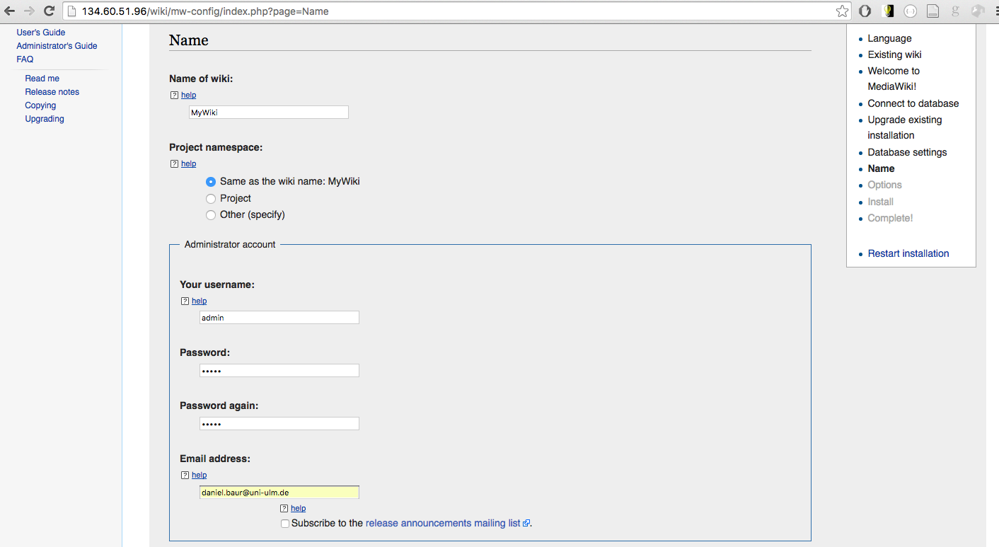 134.60.51.96/wiki/mw-config/index.php?page=Name
User's Guide
Administrator's Guide
FAQ
Read me
Release notes
Copying
Upgrading
Name
Name of wiki:
? help
MyWiki
Project namespace:
? help
Same as the wiki name: MyWiki
Project
Other (specify)
Administrator account
Your username:
? help
admin
Password:
•••••
Password again:
•••••
Email address:
? help
daniel.baur@uni-ulm.de
? help
Subscribe to the release announcements mailing list.
Language
Existing wiki
Welcome to
MediaWiki!
Connect to database
Upgrade existing
installation
Database settings
Name
Options
Install
Complete!
Restart installation